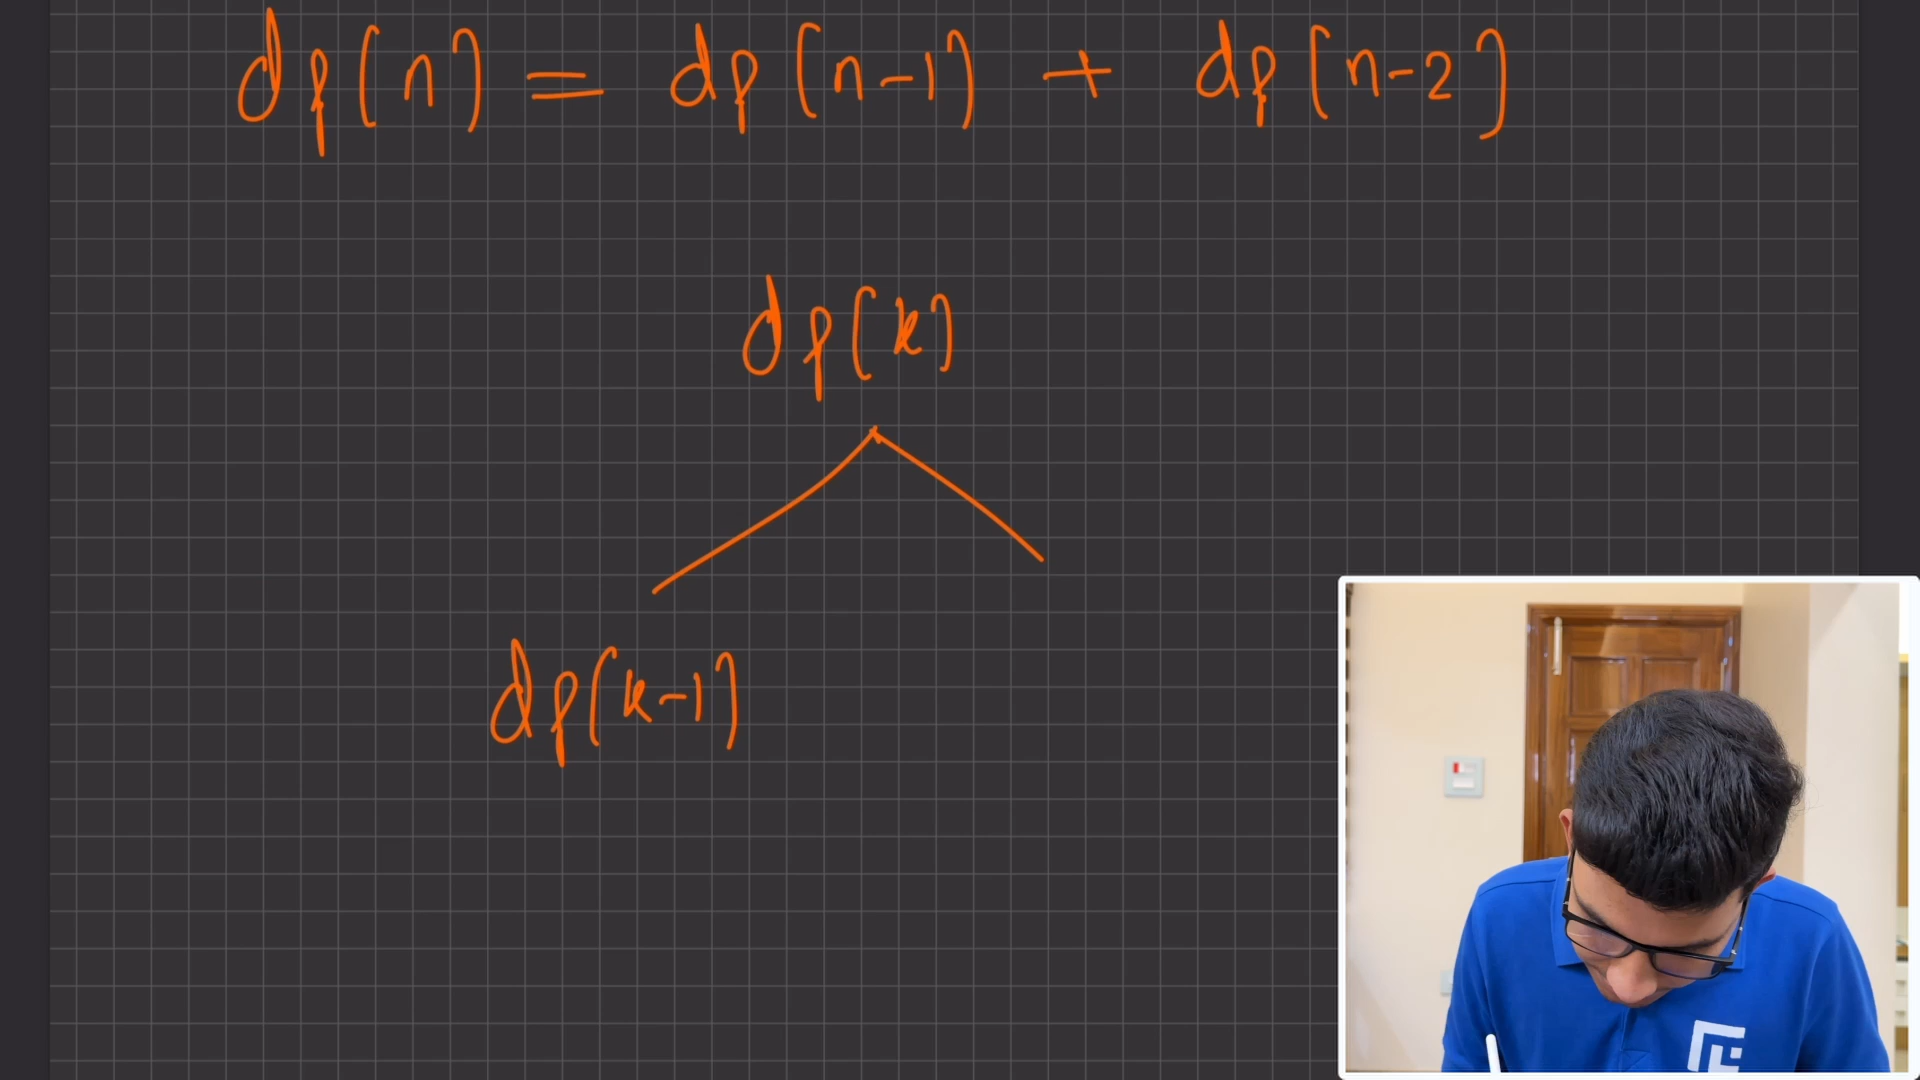 dp[n] = dp[n-1] + dp[n-2]
dp[k]
dp[k-1]